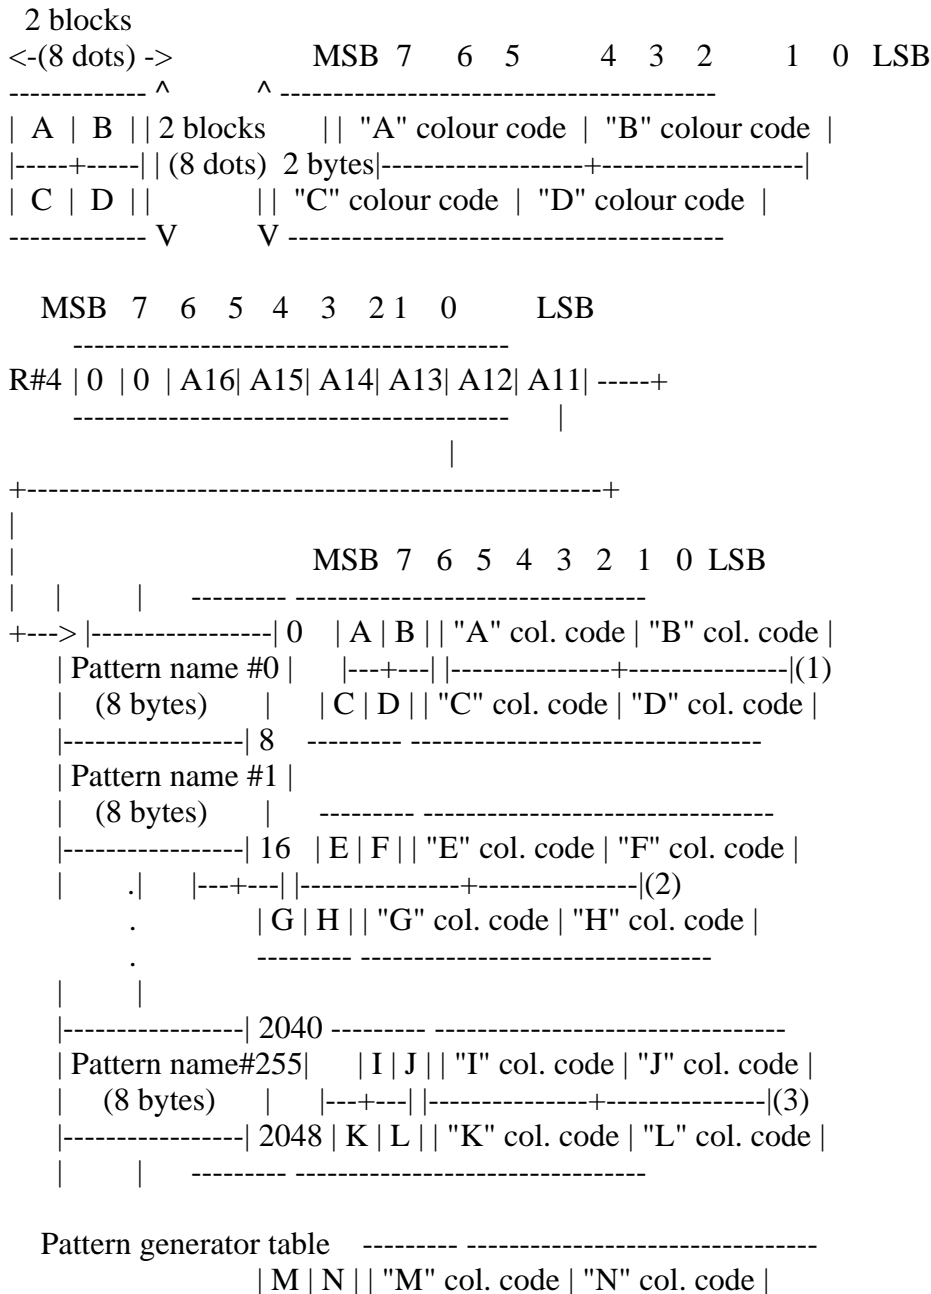 2 blocks
<-(8 dots) -> MSB 7 6 5 4 3 2 1 0 LSB
------------- ^ ^ -----------------------------------------
| A | B | | 2 blocks | | "A" colour code | "B" colour code |
|-----+-----| | (8 dots) 2 bytes|-------------------+-------------------|
| C | D | | | | "C" colour code | "D" colour code |
------------- V V -----------------------------------------
MSB 7 6 5 4 3 2 1 0 LSB
-----------------------------------------
R#4 | 0 | 0 | A16| A15| A14| A13| A12| A11| -----+
----------------------------------------- |
|
+-------------------------------------------------------+
|
| MSB 7 6 5 4 3 2 1 0 LSB
| | | --------- ---------------------------------
+---> |-----------------| 0 | A | B | | "A" col. code | "B" col. code |
| Pattern name #0 | |---+---| |---------------+---------------|(1)
| (8 bytes) | | C | D | | "C" col. code | "D" col. code |
|-----------------| 8 --------- ---------------------------------
| Pattern name #1 |
| (8 bytes) | --------- ---------------------------------
|-----------------| 16 | E | F | | "E" col. code | "F" col. code |
| .| |---+---| |---------------+---------------|(2)
. | G | H | | "G" col. code | "H" col. code |
. --------- ---------------------------------
| |
|-----------------| 2040 --------- ---------------------------------
| Pattern name#255| | I | J | | "I" col. code | "J" col. code |
| (8 bytes) | |---+---| |---------------+---------------|(3)
|-----------------| 2048 | K | L | | "K" col. code | "L" col. code |
| | --------- ---------------------------------
Pattern generator table --------- ---------------------------------
| M | N | | "M" col. code | "N" col. code |